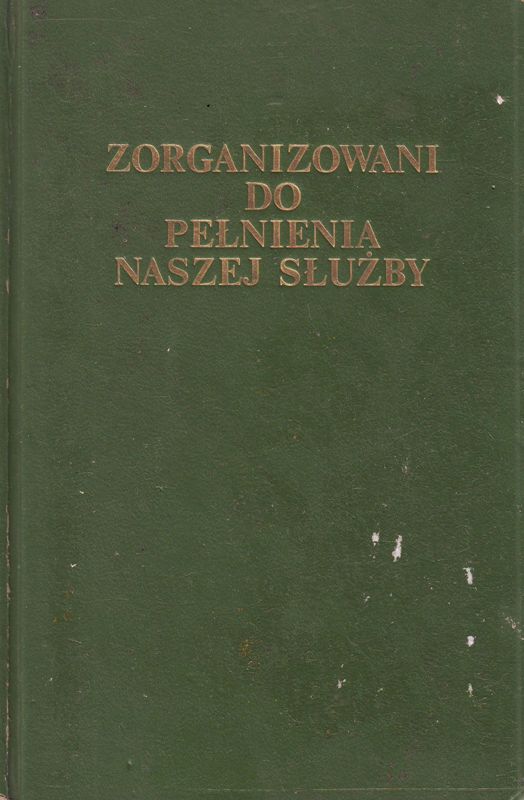 ZORGANIZOWANI
DO
PEŁNIENIA
NASZEJ SŁUŻBY